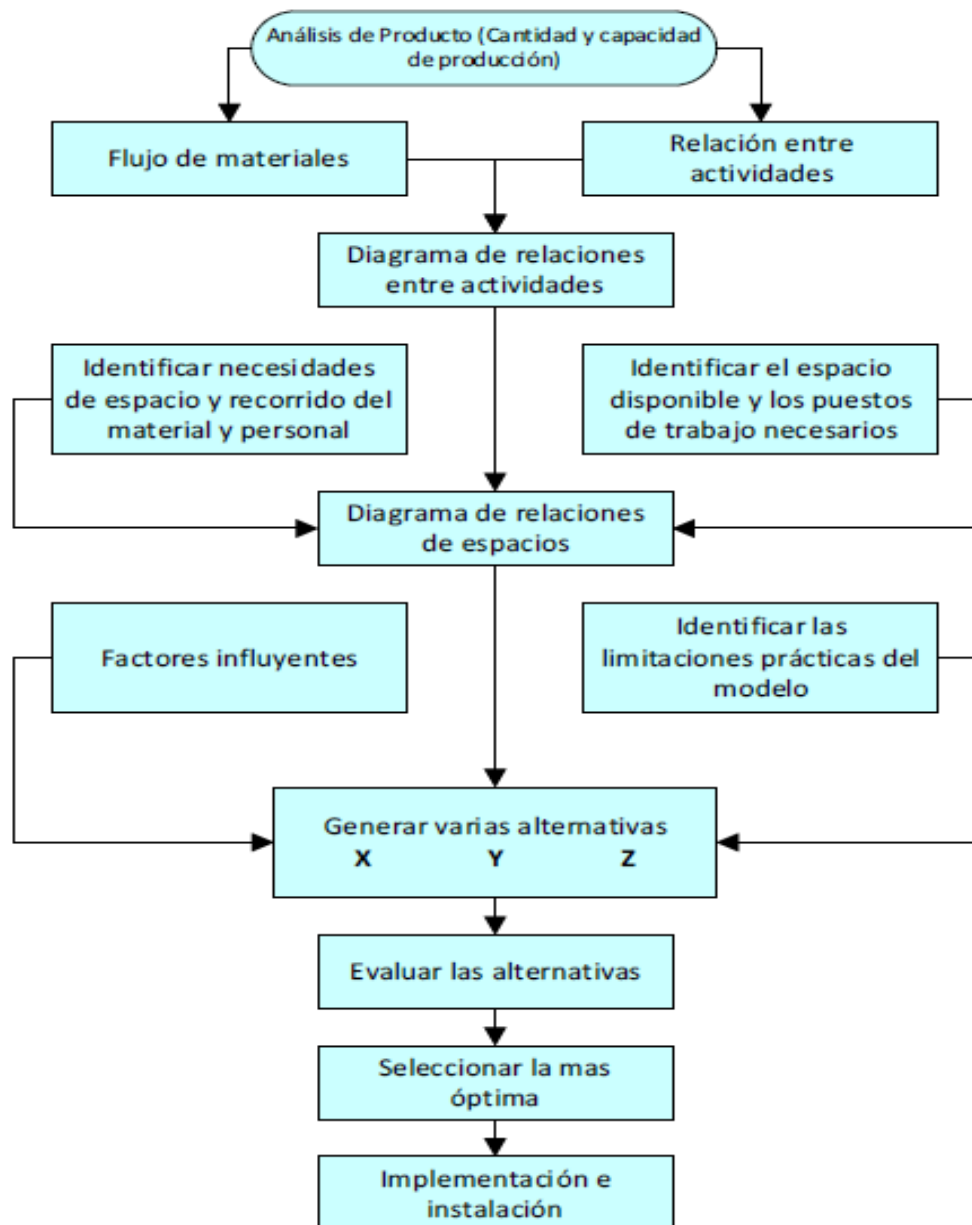 Análisis de Producto (Cantidad y capacidad
de producción)
Flujo de materiales
Relación entre
actividades
Diagrama de relaciones
entre actividades
Identificar necesidades
de espacio y recorrido del
material y personal
Identificar el espacio
disponible y los puestos
de trabajo necesarios
Diagrama de relaciones
de espacios
Factores influyentes
Identificar las
limitaciones prácticas del
modelo
Generar varias alternativas
X Y Z
Evaluar las alternativas
Seleccionar la mas
óptima
Implementación e
instalación